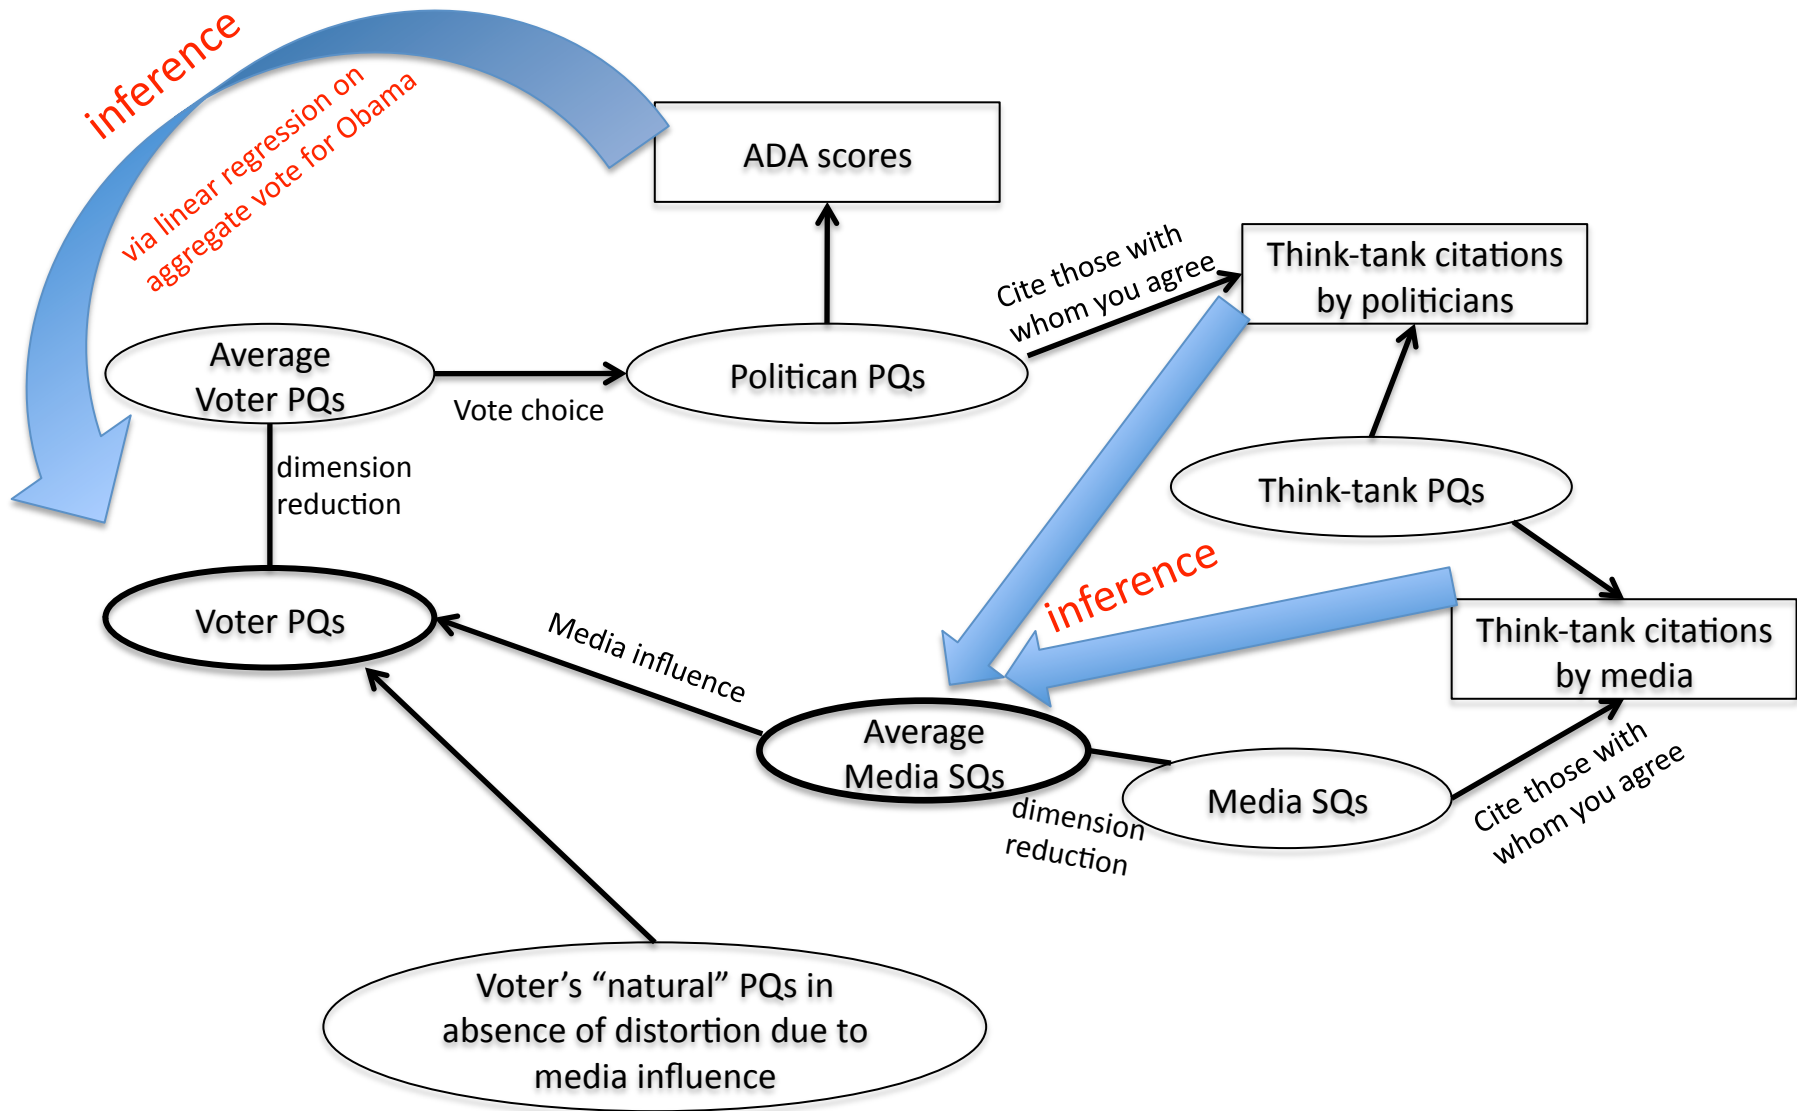 inference
via linear regression on
aggregate vote for Obama
ADA scores
Cite those with
whom you agree
Think-tank citations
by politicians
Average
Voter PQs
Vote choice
Politican PQs
dimension
reduction
Think-tank PQs
inference
Voter PQs
Media influence
Think-tank citations
by media
Average
Media SQs
dimension
reduction
Media SQs
Cite those with
whom you agree
Voter’s “natural” PQs in
absence of distortion due to
media influence